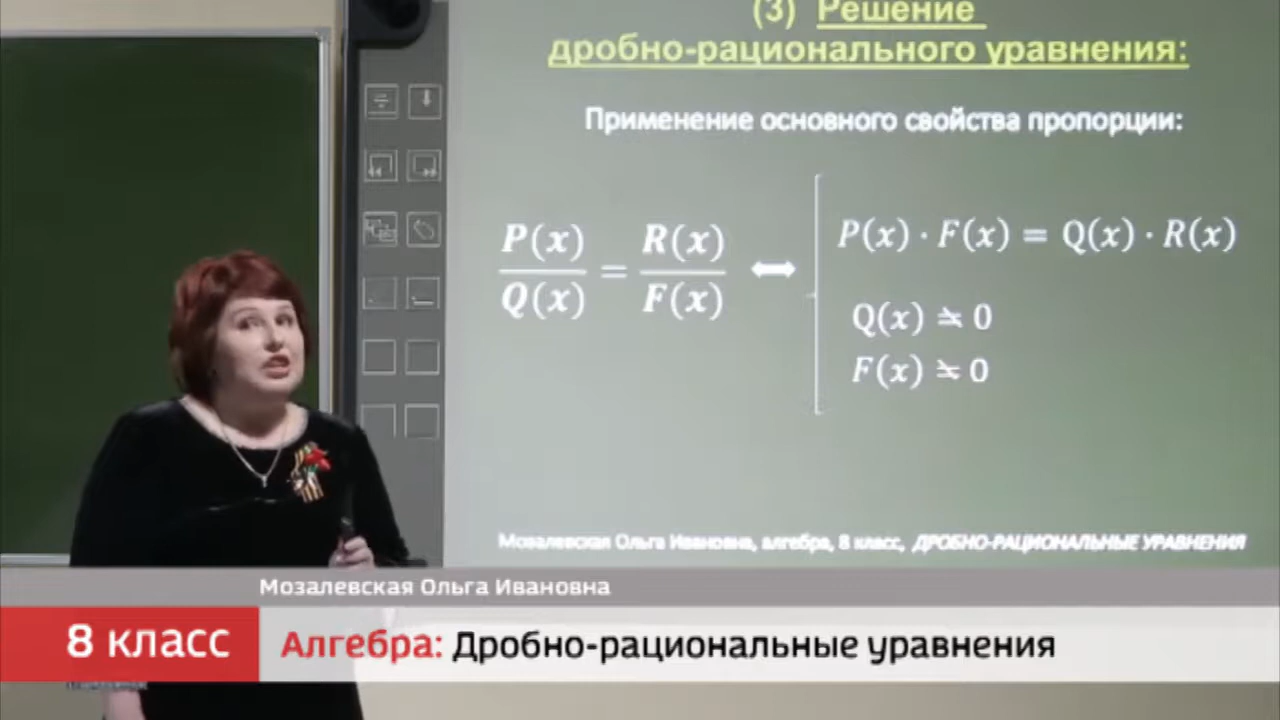 (3) Решение
дробно-рационального уравнения:
Применение основного свойства пропорции:
P(x)/Q(x) = R(x)/F(x) ⟷ P(x) · F(x) = Q(x) · R(x)
Q(x) ≠ 0
F(x) ≠ 0
Мозалевская Ольга Ивановна, алгебра, 8 класс, ДРОБНО-РАЦИОНАЛЬНЫЕ УРАВНЕНИЯ
Мозалевская Ольга Ивановна
8 класс
Алгебра: Дробно-рациональные уравнения